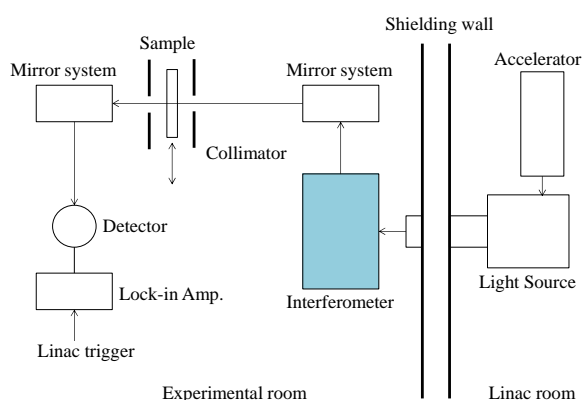 Shielding wall
Sample
Accelerator
Mirror system
Mirror system
Collimator
Detector
Light Source
Lock-in Amp.
Interferometer
Linac trigger
Experimental room
Linac room